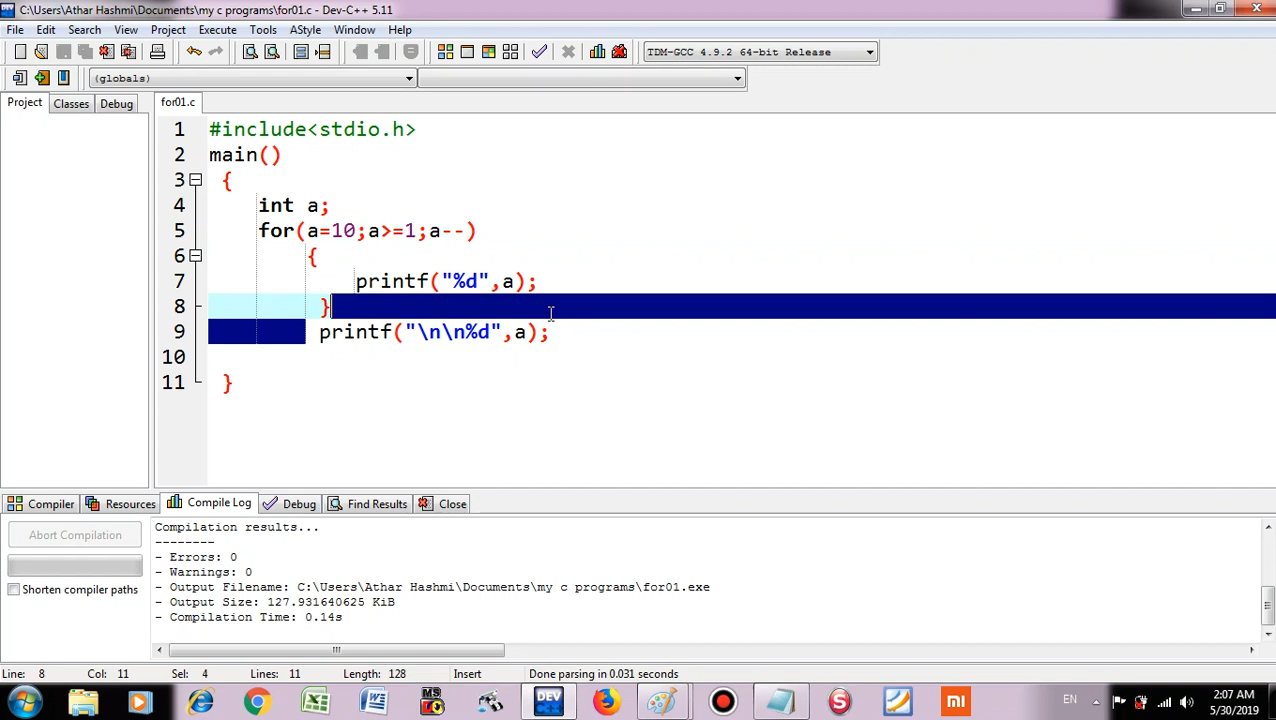 C:\Users\Athar Hashmi\Documents\my c programs\for01.c - Dev-C++ 5.11
File Edit Search View Project Execute Tools AStyle Window Help
TDM-GCC 4.9.2 64-bit Release
(globals)
Project Classes Debug
for01.c
1 #include<stdio.h>
2 main()
3 {
4 int a;
5 for(a=10;a>=1;a--)
6 {
7 printf("%d",a);
8 }
9 printf("\n\n%d",a);
10
11 }
Compiler Resources Compile Log Debug Find Results Close
Abort Compilation
Shorten compiler paths
Compilation results...
--------
- Errors: 0
- Warnings: 0
- Output Filename: C:\Users\Athar Hashmi\Documents\my c programs\for01.exe
- Output Size: 127.931640625 KiB
- Compilation Time: 0.14s
Line: 8 Col: 11 Sel: 4 Lines: 11 Length: 128 Insert Done parsing in 0.031 seconds
MS DEV C++ S MI EN
2:07 AM
5/30/2019